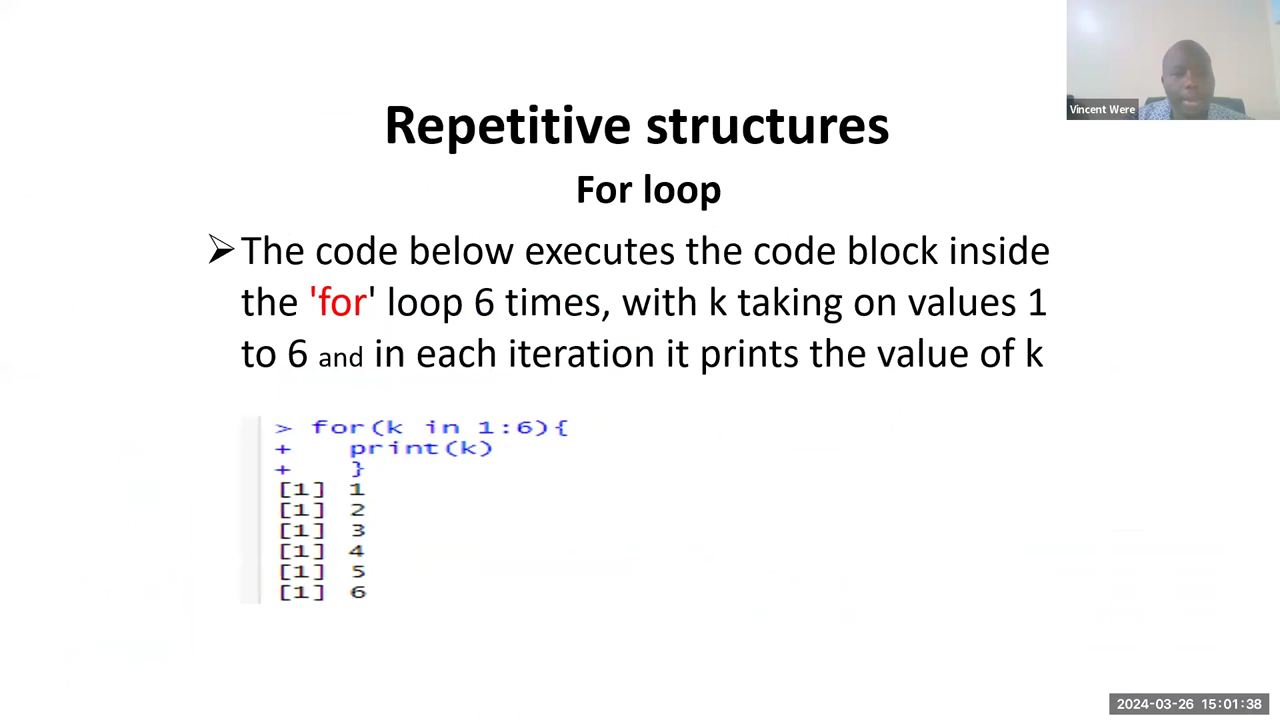 Vincent Were
Repetitive structures
For loop
➢The code below executes the code block inside
the 'for' loop 6 times, with k taking on values 1
to 6 and in each iteration it prints the value of k
> for(k in 1:6){
+ print(k)
+ }
[1] 1
[1] 2
[1] 3
[1] 4
[1] 5
[1] 6
2024-03-26 15:01:38